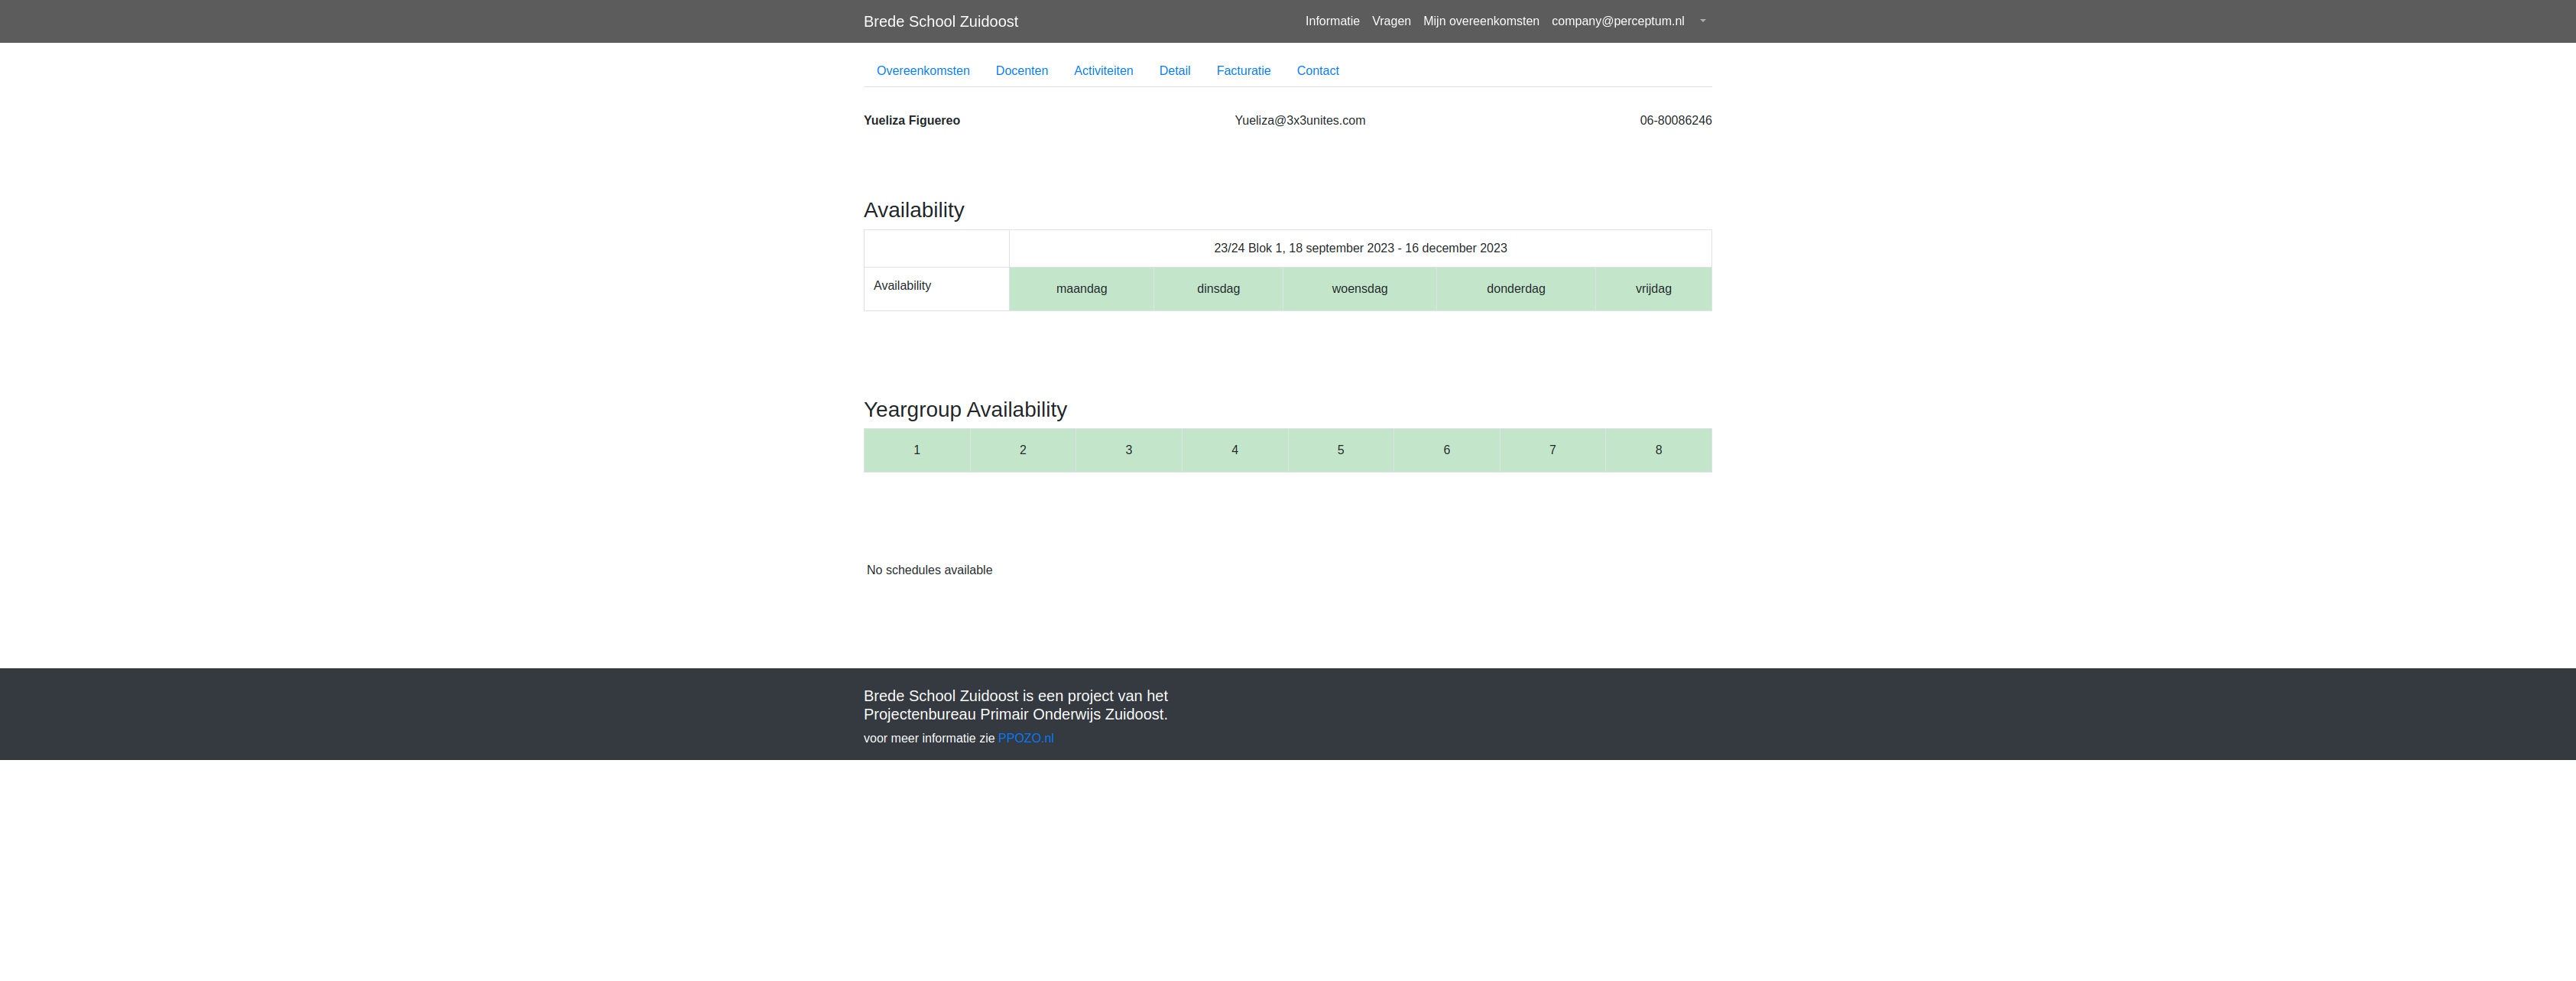 Brede School Zuidoost Informatie Vragen Mijn overeenkomsten company@perceptum.nl
Overeenkomsten Docenten Activiteiten Detail Facturatie Contact
Yueliza Figuereo Yueliza@3x3unites.com 06-80086246
Availability
23/24 Blok 1, 18 september 2023 - 16 december 2023
Availability maandag dinsdag woensdag donderdag vrijdag
Yeargroup Availability
1 2 3 4 5 6 7 8
No schedules available
Brede School Zuidoost is een project van het
Projectenbureau Primair Onderwijs Zuidoost.
voor meer informatie zie PPOZO.nl